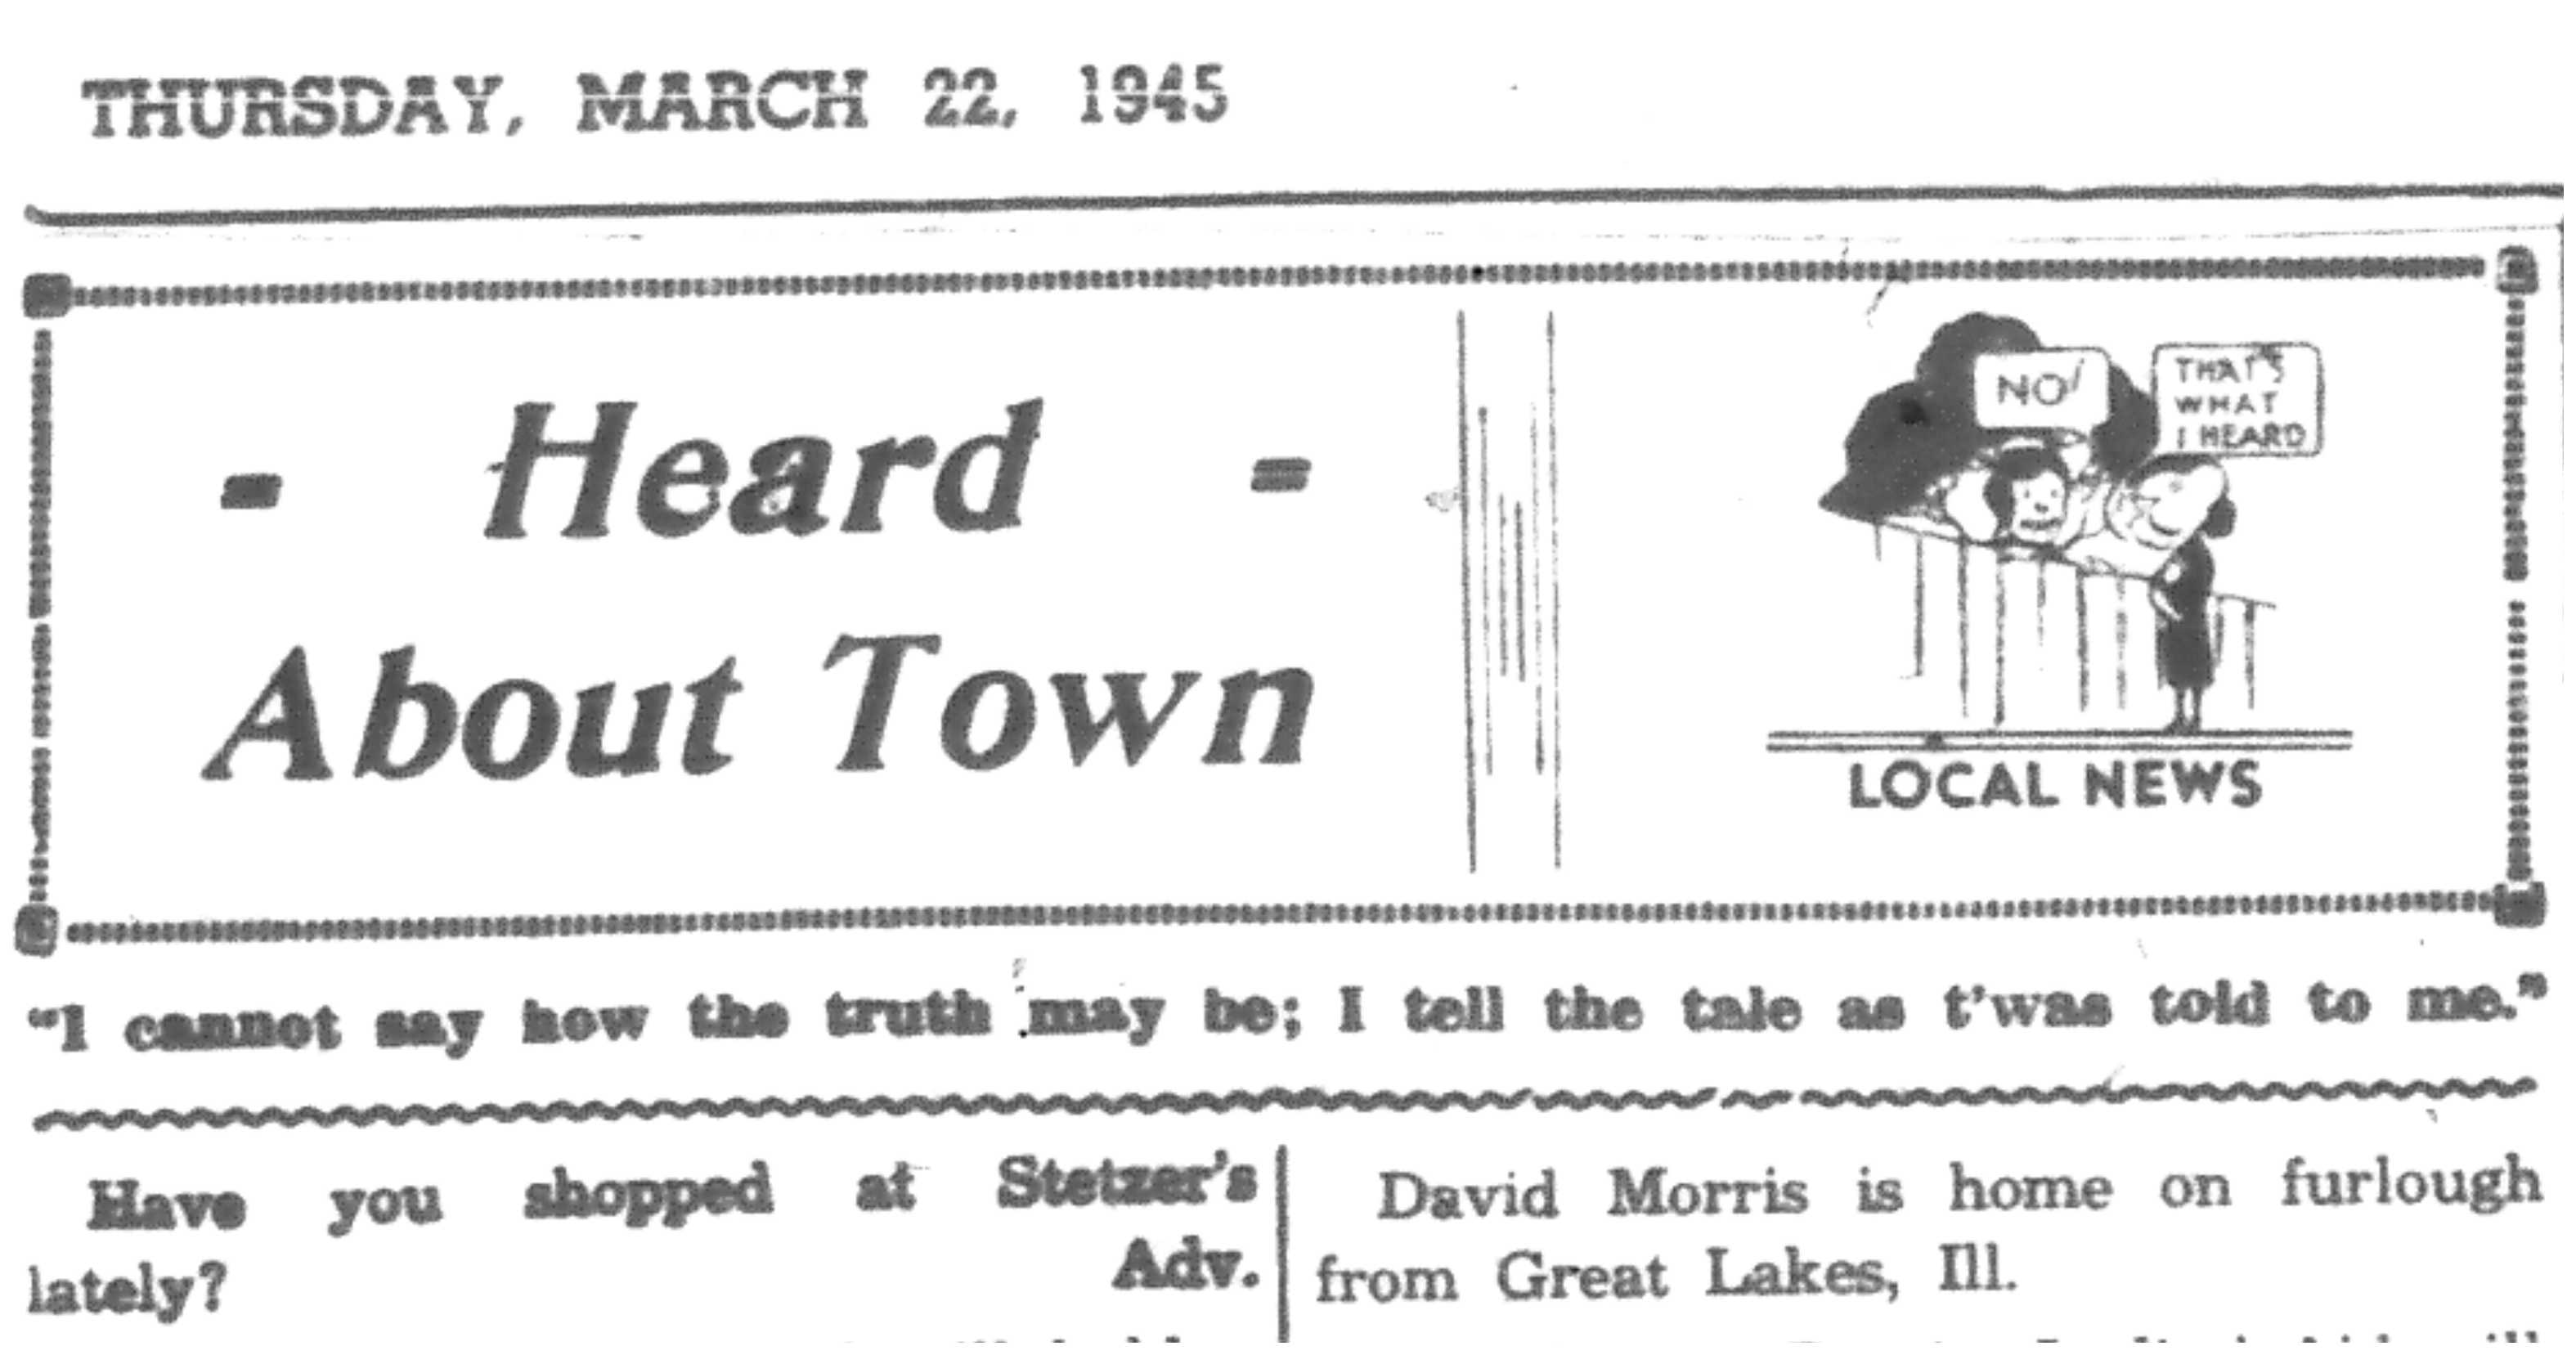 THURSDAY, MARCH 22, 1945
- Heard -
About Town
NO!
THAT'S
WHAT
I HEARD
LOCAL NEWS
"I cannot say how the truth may be; I tell the tale as t'was told to me."
Have you shopped at Stetzer's
lately? Adv.
David Morris is home on furlough
from Great Lakes, Ill.